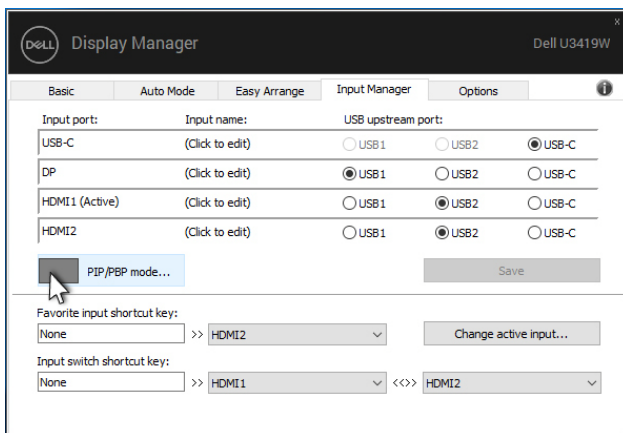 DELL Display Manager Dell U3419W
x
Basic Auto Mode Easy Arrange Input Manager Options i
Input port: Input name: USB upstream port:
USB-C (Click to edit) USB1 USB2 USB-C
DP (Click to edit) USB1 USB2 USB-C
HDMI1 (Active) (Click to edit) USB1 USB2 USB-C
HDMI2 (Click to edit) USB1 USB2 USB-C
PIP/PBP mode... Save
Favorite input shortcut key:
None >> HDMI2 Change active input...
Input switch shortcut key:
None >> HDMI1 <<>> HDMI2